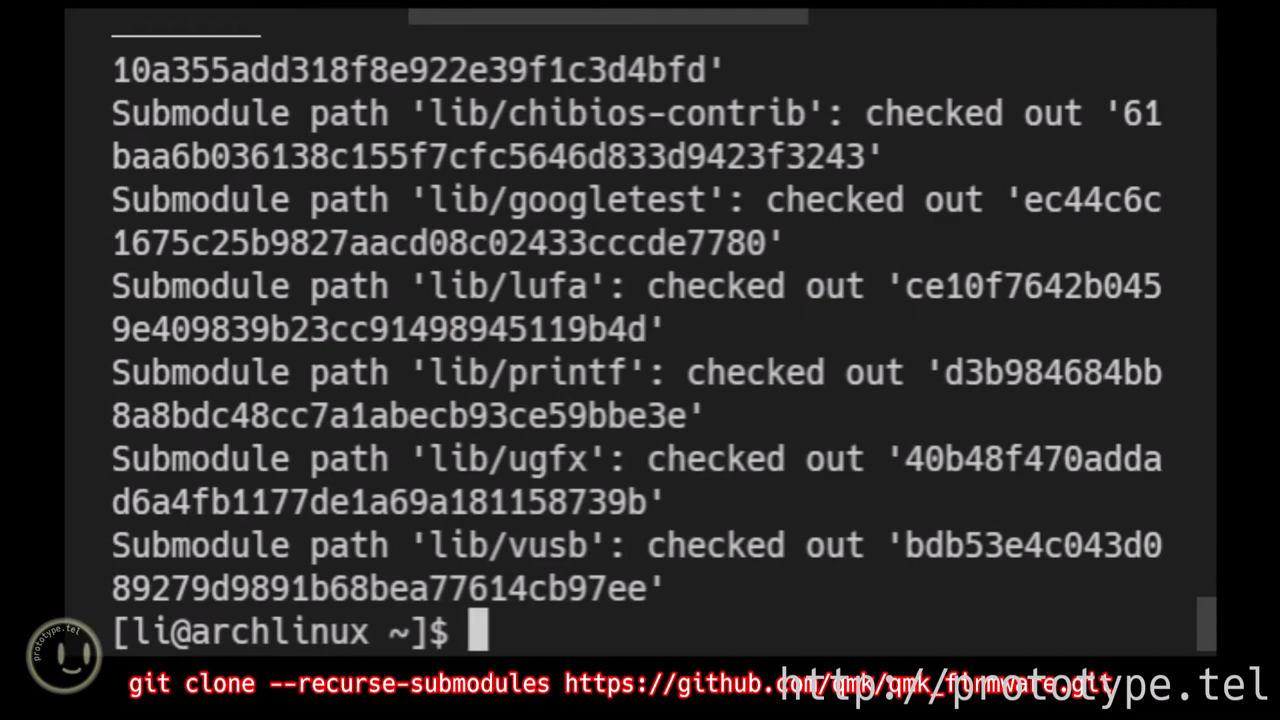 10a355add318f8e922e39f1c3d4bfd'
Submodule path 'lib/chibios-contrib': checked out '61
baa6b036138c155f7cfc5646d833d9423f3243'
Submodule path 'lib/googletest': checked out 'ec44c6c
1675c25b9827aacd08c02433cccde7780'
Submodule path 'lib/lufa': checked out 'ce10f7642b045
9e409839b23cc91498945119b4d'
Submodule path 'lib/printf': checked out 'd3b984684bb
8a8bdc48cc7a1abecb93ce59bbe3e'
Submodule path 'lib/ugfx': checked out '40b48f470adda
d6a4fb1177de1a69a181158739b'
Submodule path 'lib/vusb': checked out 'bdb53e4c043d0
89279d9891b68bea77614cb97ee'
[li@archlinux ~]$
prototype.tel
git clone --recurse-submodules https://github.com/qmk/qmk_firmware.git
http://prototype.tel